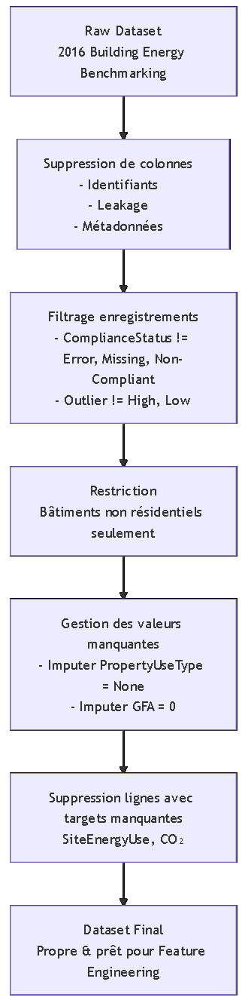 Raw Dataset
2016 Building Energy
Benchmarking
Suppression de colonnes
- Identifiants
- Leakage
- Métadonnées
Filtrage enregistrements
- ComplianceStatus !=
Error, Missing, Non-
Compliant
- Outlier != High, Low
Restriction
Bâtiments non résidentiels
seulement
Gestion des valeurs
manquantes
- Imputer PropertyUseType
= None
- Imputer GFA = 0
Suppression lignes avec
targets manquantes
SiteEnergyUse, CO₂
Dataset Final
Propre & prêt pour Feature
Engineering